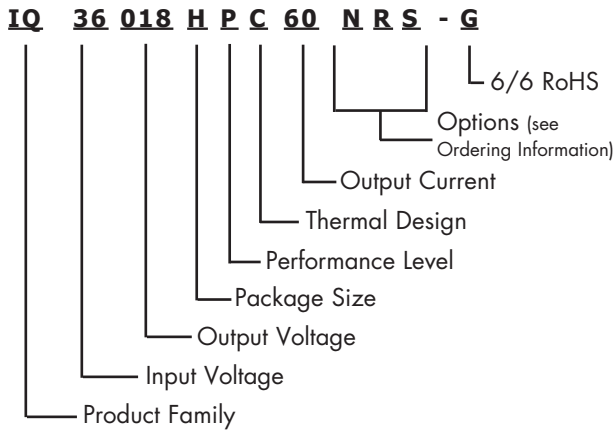 IQ 36 018 H P C 60 N R S - G
6/6 RoHS
Options (see
Ordering Information)
Output Current
Thermal Design
Performance Level
Package Size
Output Voltage
Input Voltage
Product Family